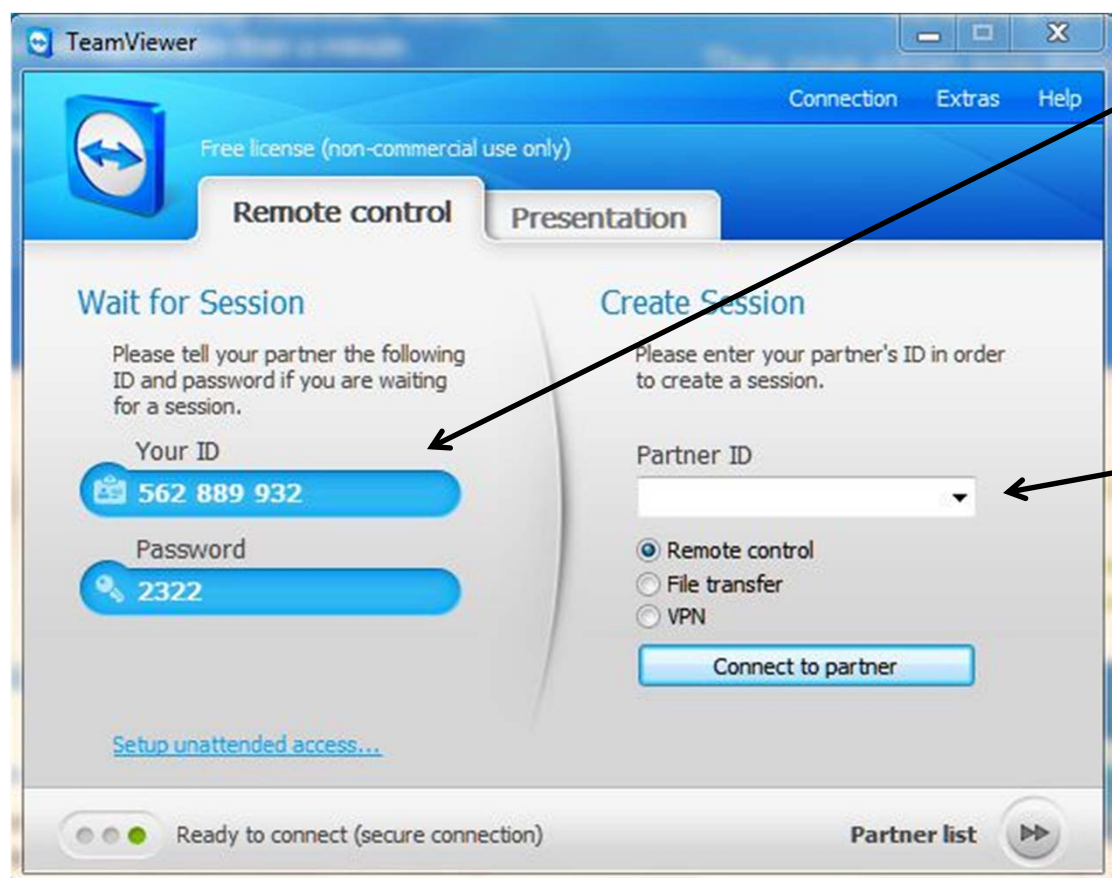 TeamViewer
Connection Extras Help
Free license (non-commercial use only)
Remote control Presentation
Wait for Session
Please tell your partner the following
ID and password if you are waiting
for a session.
Your ID
562 889 932
Password
2322
Setup unattended access...
Create Session
Please enter your partner's ID in order
to create a session.
Partner ID
Remote control
File transfer
VPN
Connect to partner
Ready to connect (secure connection)
Partner list